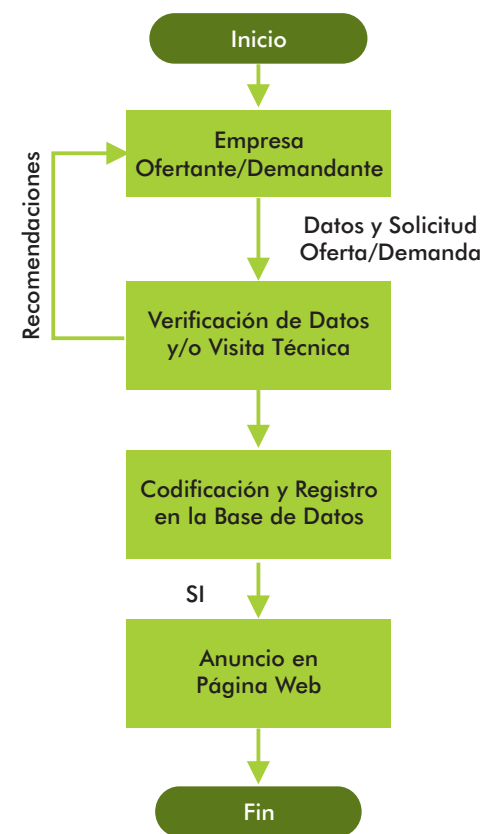 Inicio
Empresa
Ofertante/Demandante
Datos y Solicitud
Oferta/Demanda
Recomendaciones
Verificación de Datos
y/o Visita Técnica
Codificación y Registro
en la Base de Datos
SI
Anuncio en
Página Web
Fin